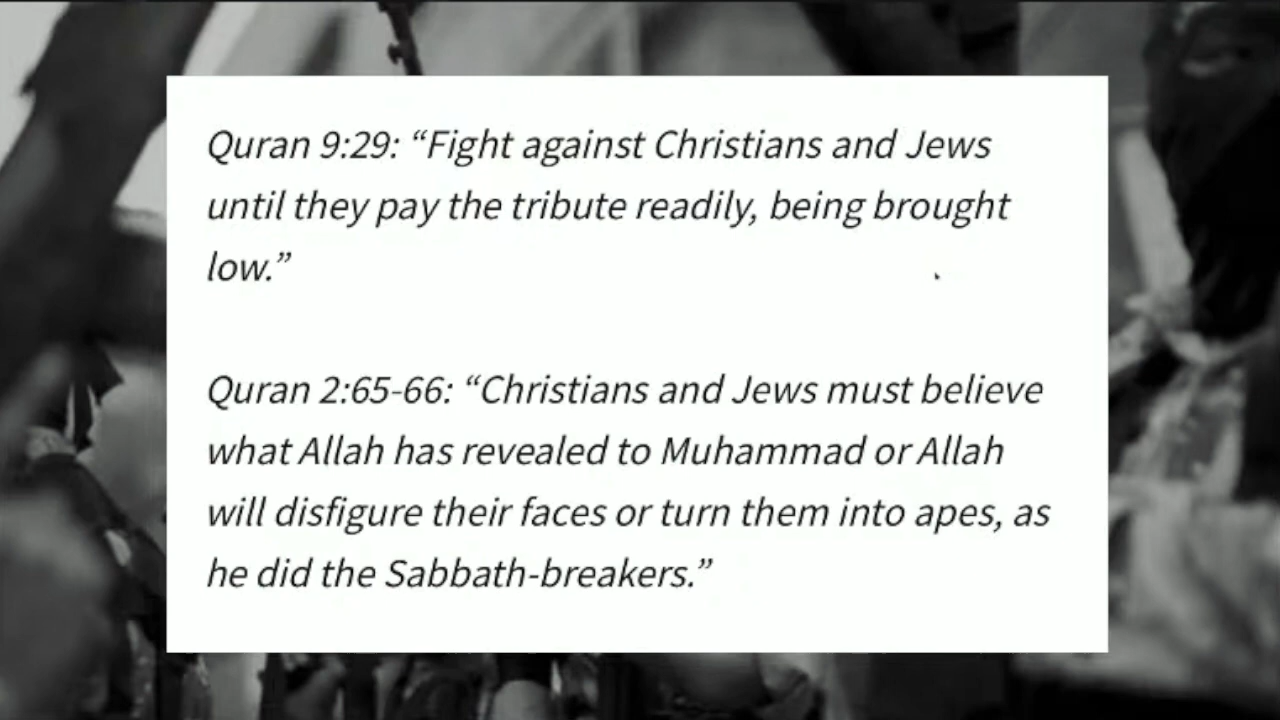 Quran 9:29: “Fight against Christians and Jews
until they pay the tribute readily, being brought
low.”
Quran 2:65-66: “Christians and Jews must believe
what Allah has revealed to Muhammad or Allah
will disfigure their faces or turn them into apes, as
he did the Sabbath-breakers.”